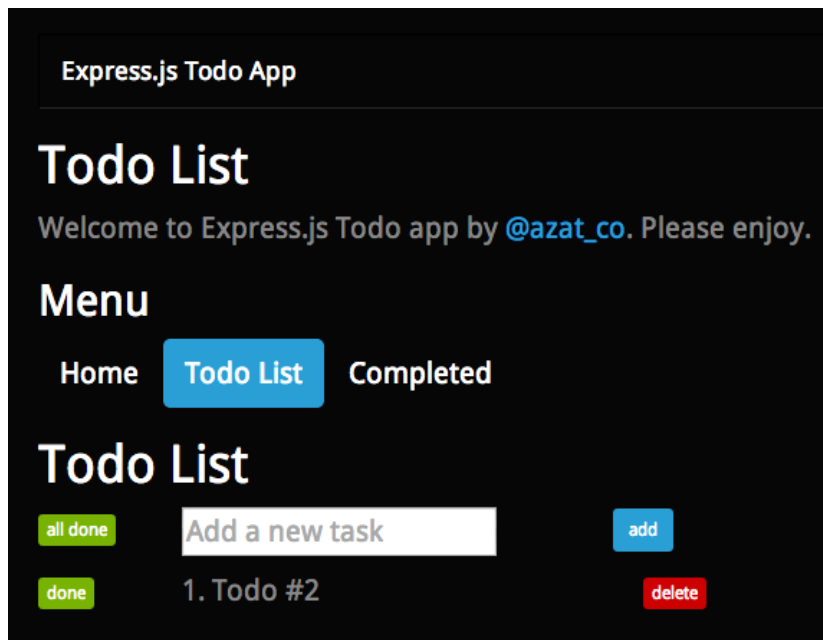 Express.js Todo App
Todo List
Welcome to Express.js Todo app by @azat_co. Please enjoy.
Menu
Home Todo List Completed
Todo List
all done Add a new task add
done 1. Todo #2 delete